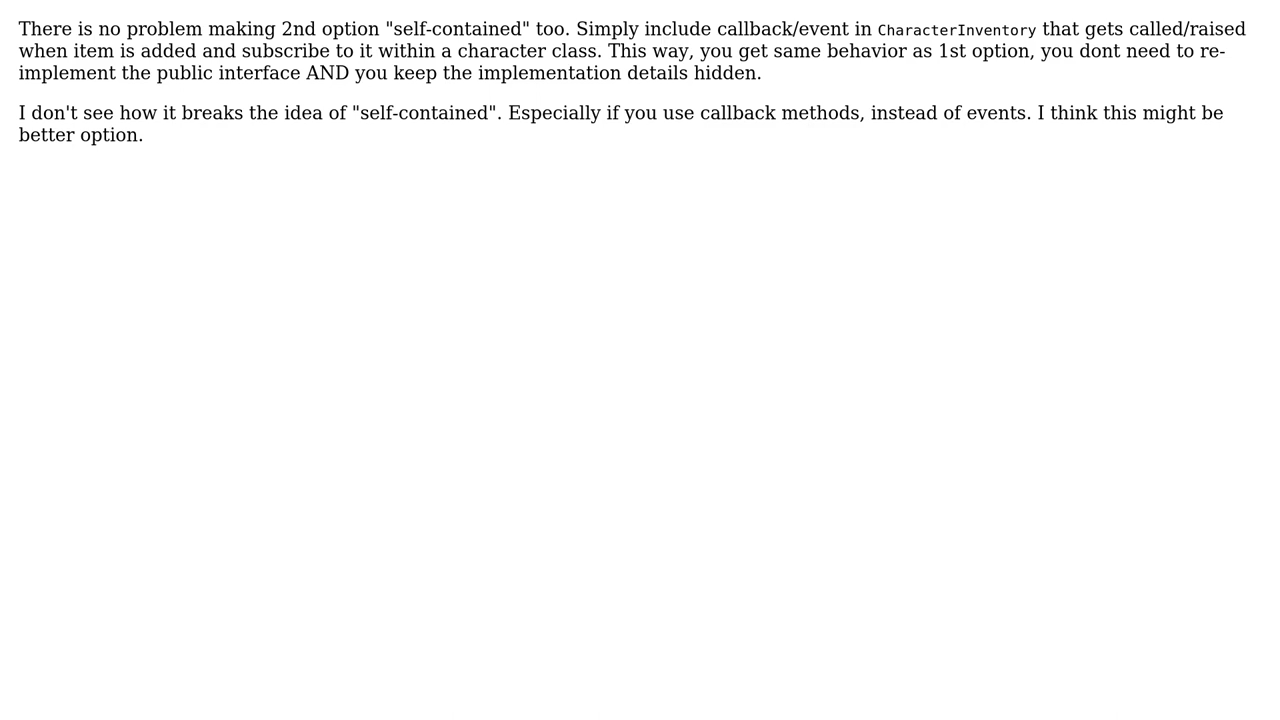 There is no problem making 2nd option "self-contained" too. Simply include callback/event in CharacterInventory that gets called/raised
when item is added and subscribe to it within a character class. This way, you get same behavior as 1st option, you dont need to re-
implement the public interface AND you keep the implementation details hidden.
I don't see how it breaks the idea of "self-contained". Especially if you use callback methods, instead of events. I think this might be
better option.